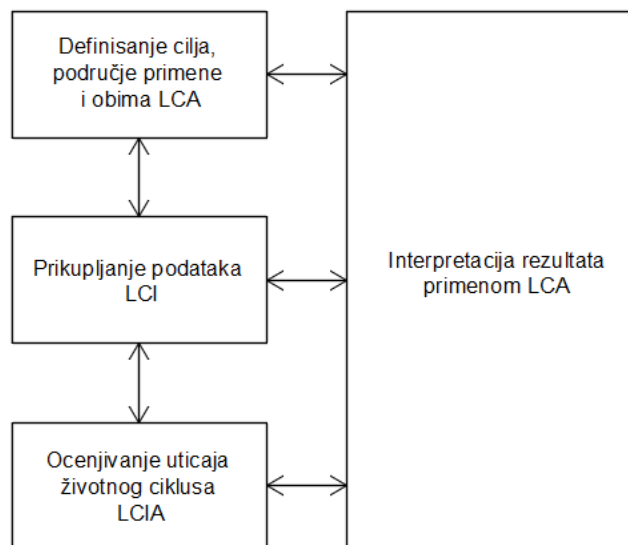 Definisanje cilja,
područje primene
i obima LCA
Prikupljanje podataka
LCI
Interpretacija rezultata
primenom LCA
Ocenjivanje uticaja
životnog ciklusa
LCIA